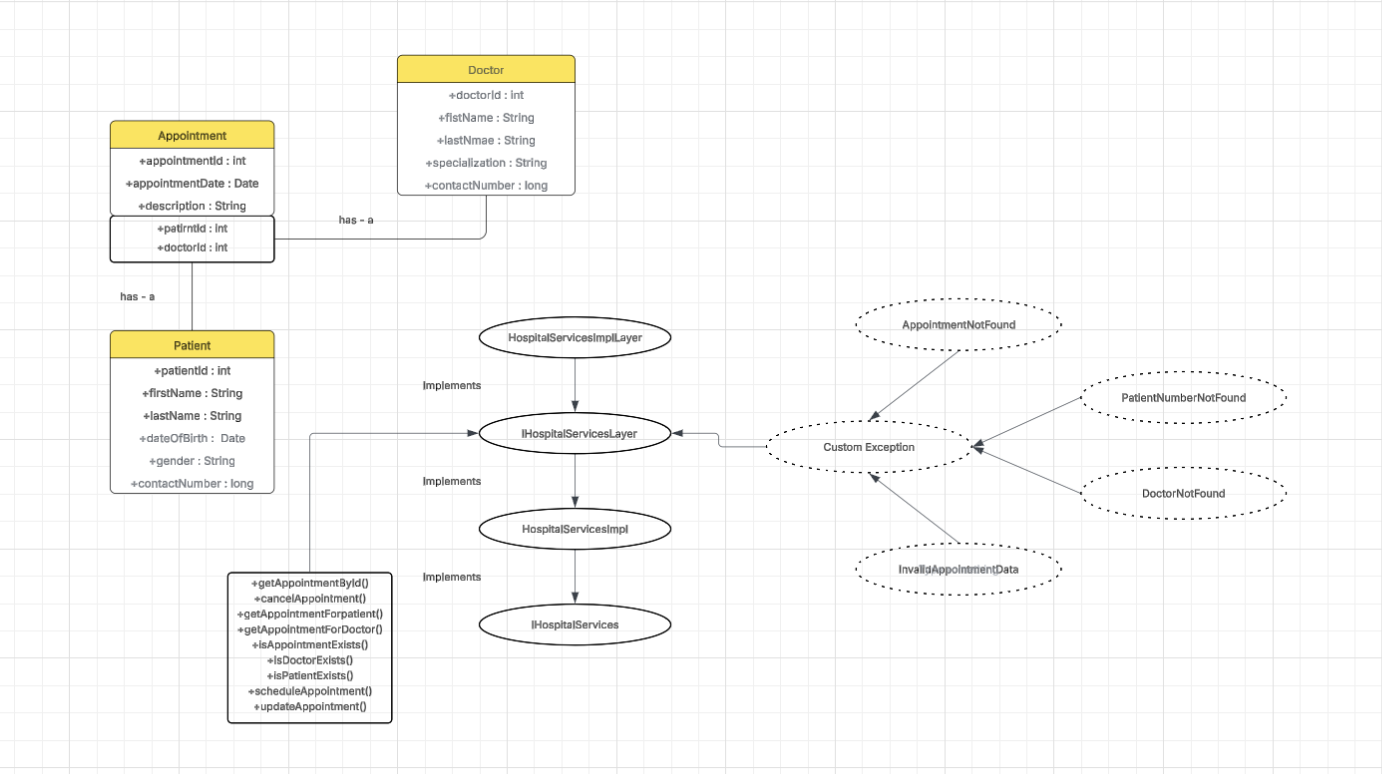 Doctor
+doctorId : int
+fistName : String
+lastNmae : String
+specialization : String
+contactNumber : long
Appointment
+appointmentId : int
+appointmentDate : Date
+description : String
+patirntId : int
+doctorId : int
has - a
has - a
Patient
+patientId : int
+firstName : String
+lastName : String
+dateOfBirth : Date
+gender : String
+contactNumber : long
HospitalServicesImplLayer
Implements
IHospitalServicesLayer
Implements
HospitalServicesImpl
Implements
IHospitalServices
+getAppointmentById()
+cancelAppointment()
+getAppointmentForpatient()
+getAppointmentForDoctor()
+isAppointmentExists()
+isDoctorExists()
+isPatientExists()
+scheduleAppointment()
+updateAppointment()
AppointmentNotFound
PatientNumberNotFound
Custom Exception
DoctorNotFound
InvalidAppointmentData